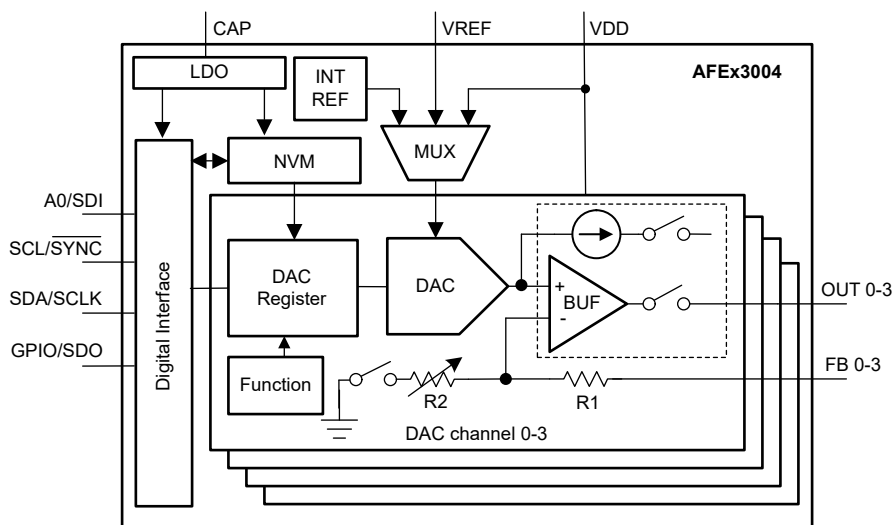 CAP
VREF
VDD
LDO
INT
REF
AFEx3004
NVM
MUX
Digital Interface
A0/SDI
SCL/SYNC
SDA/SCLK
GPIO/SDO
DAC
Register
DAC
+
BUF
-
OUT 0-3
Function
R2
R1
FB 0-3
DAC channel 0-3